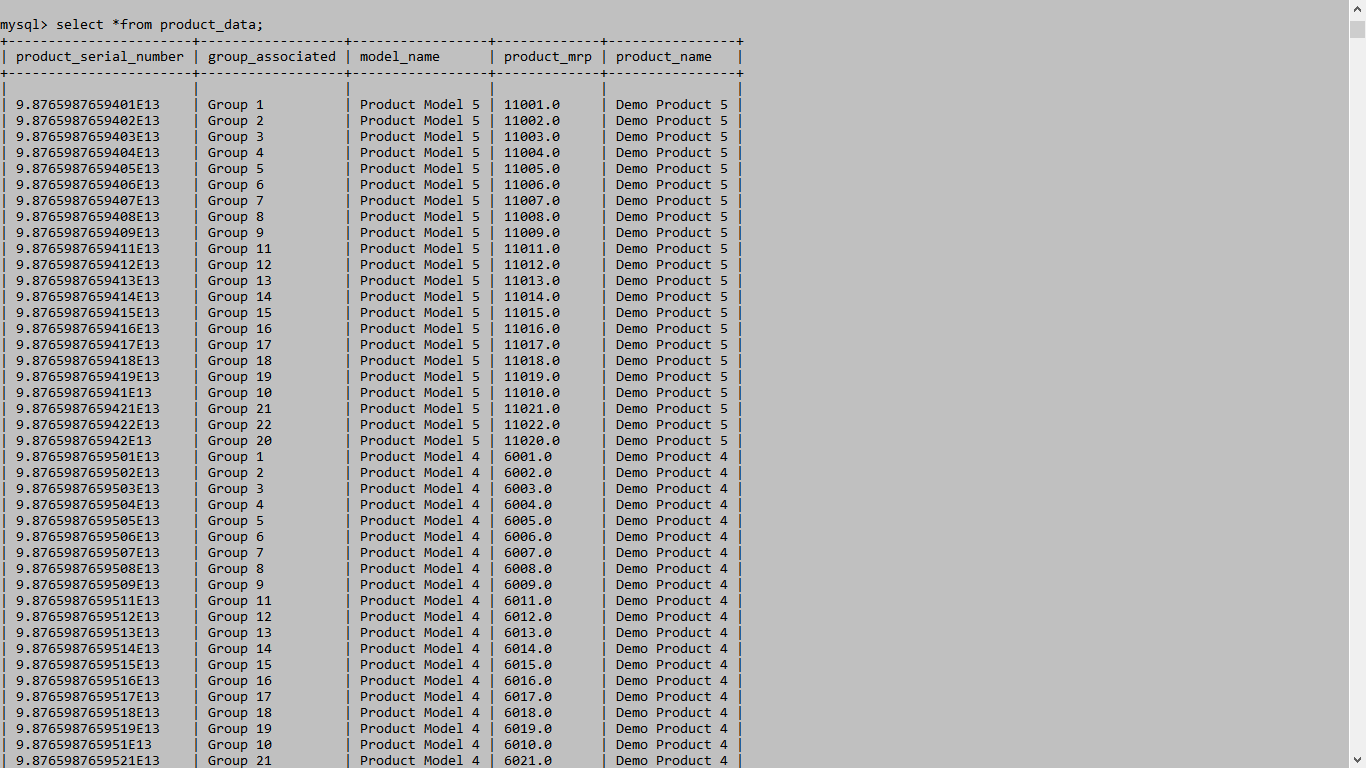 mysql> select *from product_data;
+-----------------------+------------------+-----------------+-------------+----------------+
| product_serial_number | group_associated | model_name      | product_mrp | product_name   |
+-----------------------+------------------+-----------------+-------------+----------------+
|                       |                  |                 |             |                |
| 9.8765987659401E13    | Group 1          | Product Model 5 | 11001.0     | Demo Product 5 |
| 9.8765987659402E13    | Group 2          | Product Model 5 | 11002.0     | Demo Product 5 |
| 9.8765987659403E13    | Group 3          | Product Model 5 | 11003.0     | Demo Product 5 |
| 9.8765987659404E13    | Group 4          | Product Model 5 | 11004.0     | Demo Product 5 |
| 9.8765987659405E13    | Group 5          | Product Model 5 | 11005.0     | Demo Product 5 |
| 9.8765987659406E13    | Group 6          | Product Model 5 | 11006.0     | Demo Product 5 |
| 9.8765987659407E13    | Group 7          | Product Model 5 | 11007.0     | Demo Product 5 |
| 9.8765987659408E13    | Group 8          | Product Model 5 | 11008.0     | Demo Product 5 |
| 9.8765987659409E13    | Group 9          | Product Model 5 | 11009.0     | Demo Product 5 |
| 9.8765987659411E13    | Group 11         | Product Model 5 | 11011.0     | Demo Product 5 |
| 9.8765987659412E13    | Group 12         | Product Model 5 | 11012.0     | Demo Product 5 |
| 9.8765987659413E13    | Group 13         | Product Model 5 | 11013.0     | Demo Product 5 |
| 9.8765987659414E13    | Group 14         | Product Model 5 | 11014.0     | Demo Product 5 |
| 9.8765987659415E13    | Group 15         | Product Model 5 | 11015.0     | Demo Product 5 |
| 9.8765987659416E13    | Group 16         | Product Model 5 | 11016.0     | Demo Product 5 |
| 9.8765987659417E13    | Group 17         | Product Model 5 | 11017.0     | Demo Product 5 |
| 9.8765987659418E13    | Group 18         | Product Model 5 | 11018.0     | Demo Product 5 |
| 9.8765987659419E13    | Group 19         | Product Model 5 | 11019.0     | Demo Product 5 |
| 9.876598765941E13     | Group 10         | Product Model 5 | 11010.0     | Demo Product 5 |
| 9.8765987659421E13    | Group 21         | Product Model 5 | 11021.0     | Demo Product 5 |
| 9.8765987659422E13    | Group 22         | Product Model 5 | 11022.0     | Demo Product 5 |
| 9.876598765942E13     | Group 20         | Product Model 5 | 11020.0     | Demo Product 5 |
| 9.8765987659501E13    | Group 1          | Product Model 4 | 6001.0      | Demo Product 4 |
| 9.8765987659502E13    | Group 2          | Product Model 4 | 6002.0      | Demo Product 4 |
| 9.8765987659503E13    | Group 3          | Product Model 4 | 6003.0      | Demo Product 4 |
| 9.8765987659504E13    | Group 4          | Product Model 4 | 6004.0      | Demo Product 4 |
| 9.8765987659505E13    | Group 5          | Product Model 4 | 6005.0      | Demo Product 4 |
| 9.8765987659506E13    | Group 6          | Product Model 4 | 6006.0      | Demo Product 4 |
| 9.8765987659507E13    | Group 7          | Product Model 4 | 6007.0      | Demo Product 4 |
| 9.8765987659508E13    | Group 8          | Product Model 4 | 6008.0      | Demo Product 4 |
| 9.8765987659509E13    | Group 9          | Product Model 4 | 6009.0      | Demo Product 4 |
| 9.8765987659511E13    | Group 11         | Product Model 4 | 6011.0      | Demo Product 4 |
| 9.8765987659512E13    | Group 12         | Product Model 4 | 6012.0      | Demo Product 4 |
| 9.8765987659513E13    | Group 13         | Product Model 4 | 6013.0      | Demo Product 4 |
| 9.8765987659514E13    | Group 14         | Product Model 4 | 6014.0      | Demo Product 4 |
| 9.8765987659515E13    | Group 15         | Product Model 4 | 6015.0      | Demo Product 4 |
| 9.8765987659516E13    | Group 16         | Product Model 4 | 6016.0      | Demo Product 4 |
| 9.8765987659517E13    | Group 17         | Product Model 4 | 6017.0      | Demo Product 4 |
| 9.8765987659518E13    | Group 18         | Product Model 4 | 6018.0      | Demo Product 4 |
| 9.8765987659519E13    | Group 19         | Product Model 4 | 6019.0      | Demo Product 4 |
| 9.876598765951E13     | Group 10         | Product Model 4 | 6010.0      | Demo Product 4 |
| 9.8765987659521E13    | Group 21         | Product Model 4 | 6021.0      | Demo Product 4 |